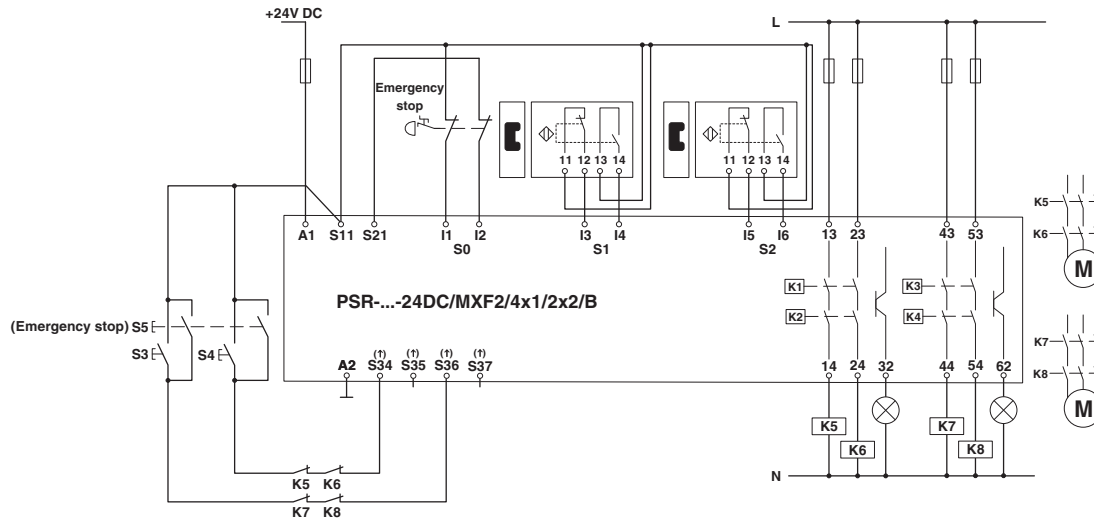 +24V DC
L
Emergency
stop
11 12 13 14
11 12 13 14
K5
K6
M
A1 S11 S21 I1 I2 I3 I4 I5 I6 13 23 43 53
S0 S1 S2
K1 K3
K2 K4
PSR-...-24DC/MXF2/4x1/2x2/B
(Emergency stop) S5
S3 S4
K7
K8
M
(↑) (↑) (↑) (↑)
A2 S34 S35 S36 S37 14 24 32 44 54 62
K5 K7
K6 K8
N
K5 K6
K7 K8